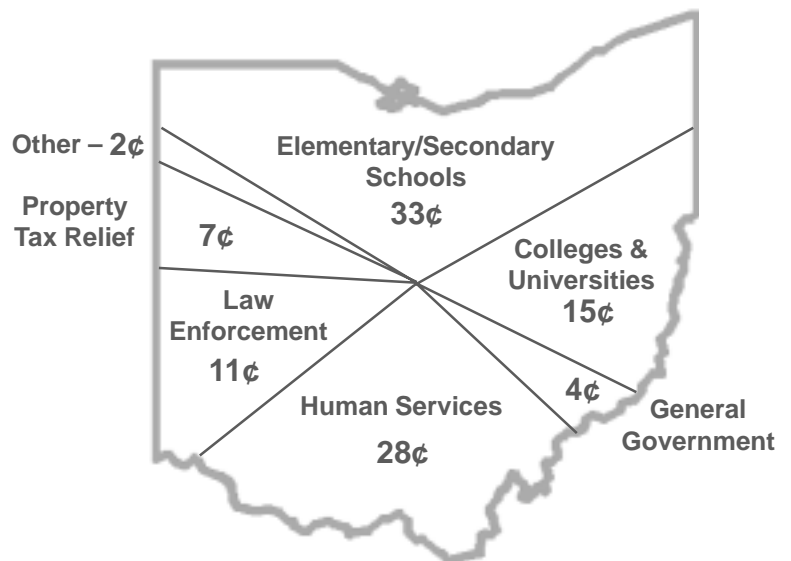 Other – 2¢
Elementary/Secondary
Schools
33¢
Property
Tax Relief
7¢
Colleges &
Universities
15¢
Law
Enforcement
11¢
Human Services
28¢
4¢
General
Government